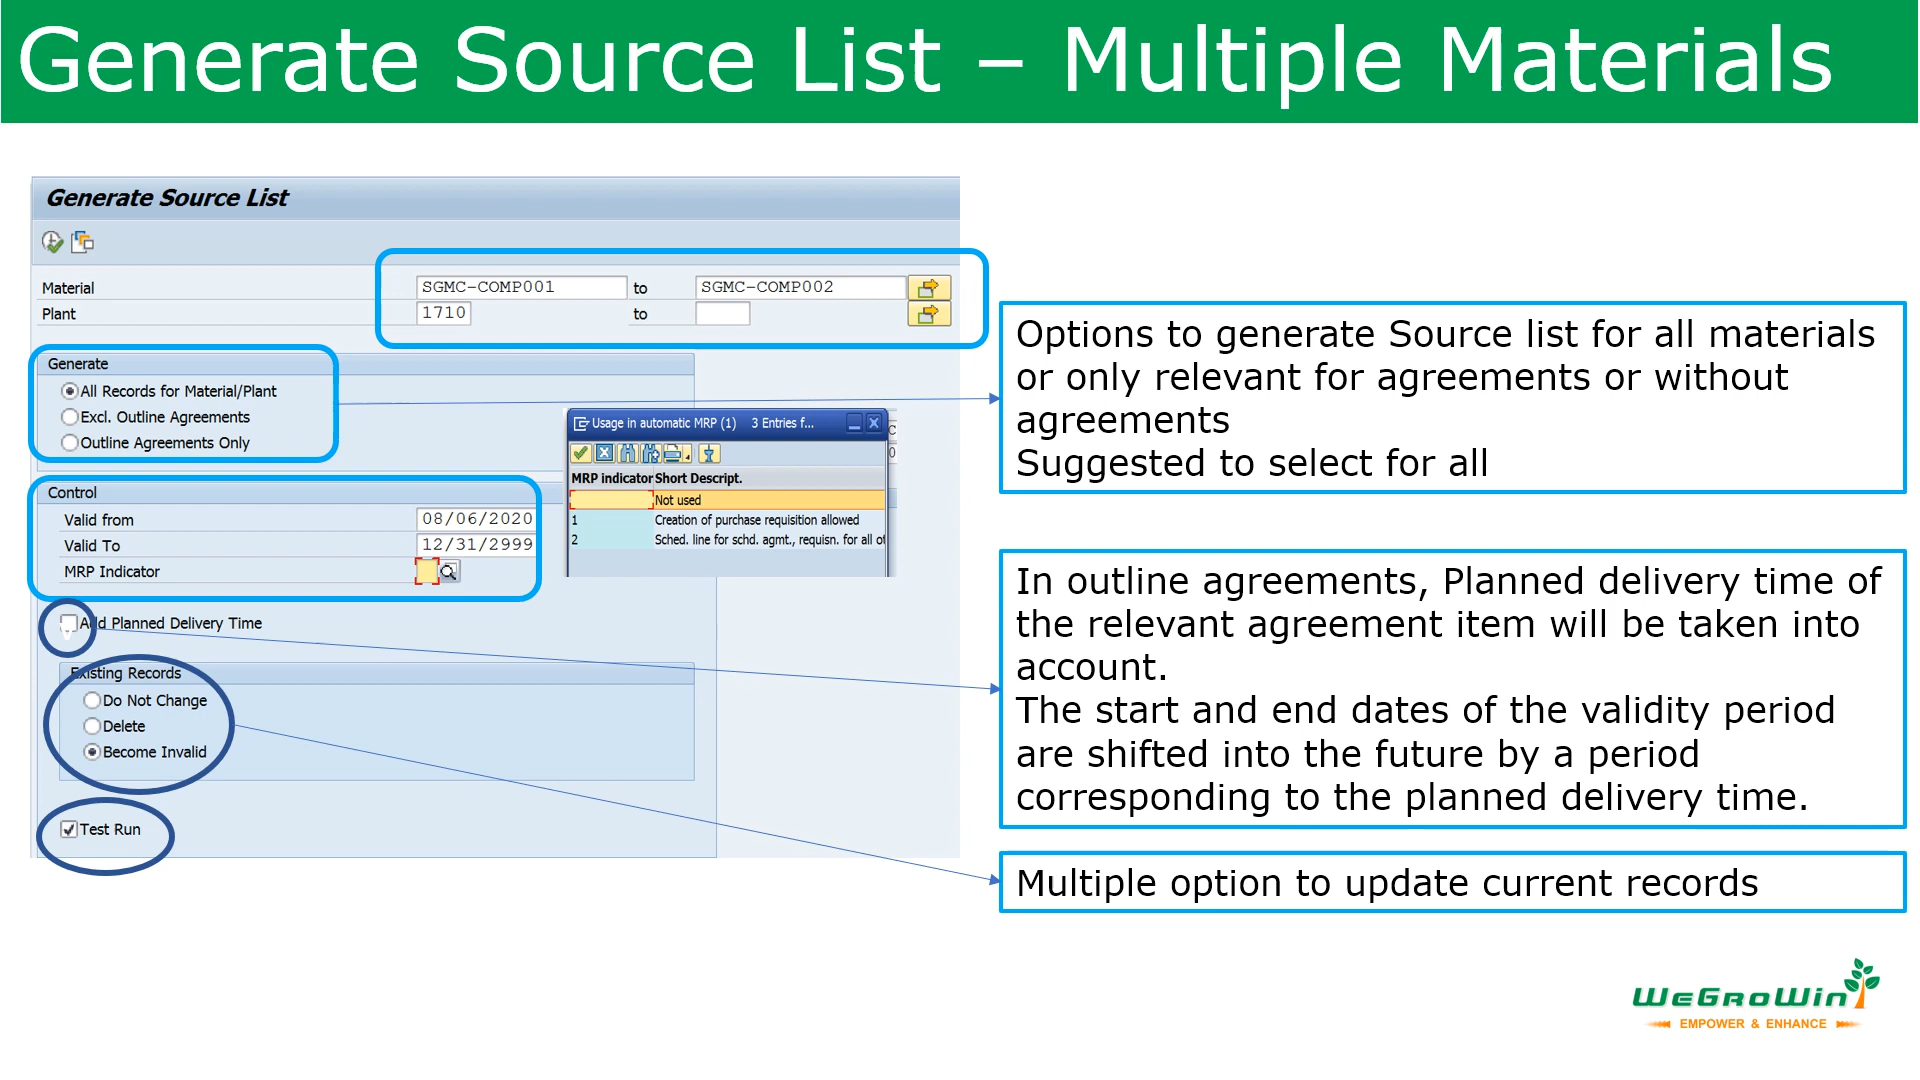 Generate Source List – Multiple Materials
Generate Source List
Material SGMC-COMP001 to SGMC-COMP002
Plant 1710 to
Generate
All Records for Material/Plant
Excl. Outline Agreements
Outline Agreements Only
Control
Valid from 08/06/2020
Valid To 12/31/2999
MRP Indicator
Add Planned Delivery Time
Existing Records
Do Not Change
Delete
Become Invalid
Test Run
Usage in automatic MRP (1) 3 Entries f...
MRP indicator Short Descript.
Not used
1 Creation of purchase requisition allowed
2 Sched. line for schd. agmt., requisn. for all
Options to generate Source list for all materials
or only relevant for agreements or without
agreements
Suggested to select for all
In outline agreements, Planned delivery time of
the relevant agreement item will be taken into
account.
The start and end dates of the validity period
are shifted into the future by a period
corresponding to the planned delivery time.
Multiple option to update current records
WeGroWin
EMPOWER & ENHANCE